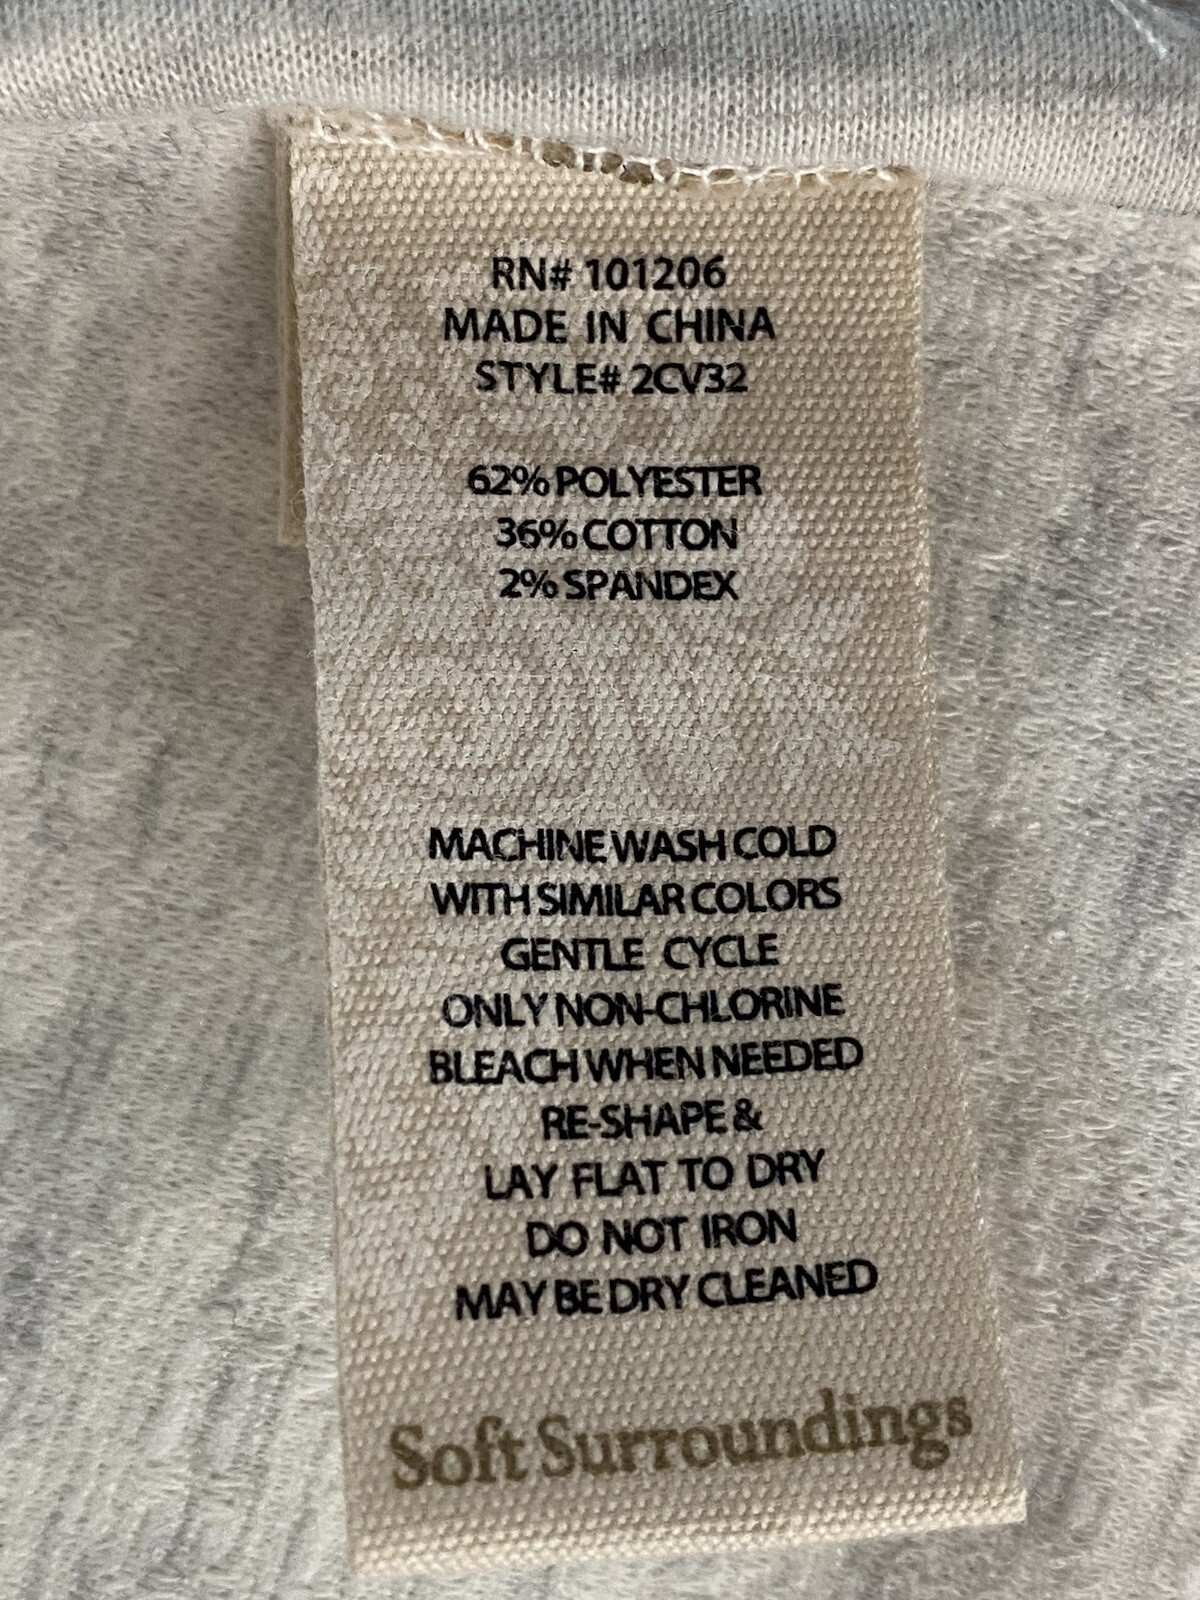 RN# 101206
MADE IN CHINA
STYLE# 2CV32
62% POLYESTER
36% COTTON
2% SPANDEX
MACHINE WASH COLD
WITH SIMILAR COLORS
GENTLE CYCLE
ONLY NON-CHLORINE
BLEACH WHEN NEEDED
RE-SHAPE &
LAY FLAT TO DRY
DO NOT IRON
MAY BE DRY CLEANED
Soft Surroundings